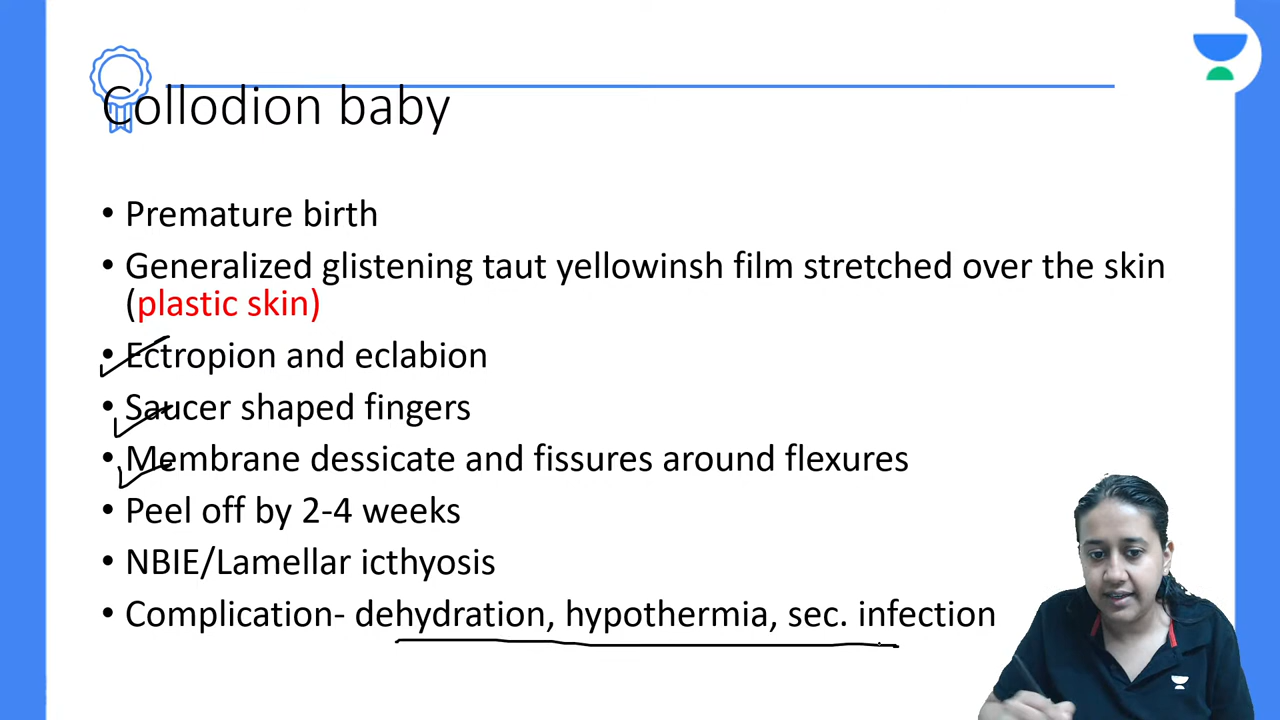 Collodion baby
• Premature birth
• Generalized glistening taut yellowinsh film stretched over the skin
(plastic skin)
• Ectropion and eclabion
• Saucer shaped fingers
• Membrane dessicate and fissures around flexures
• Peel off by 2-4 weeks
• NBIE/Lamellar icthyosis
• Complication- dehydration, hypothermia, sec. infection